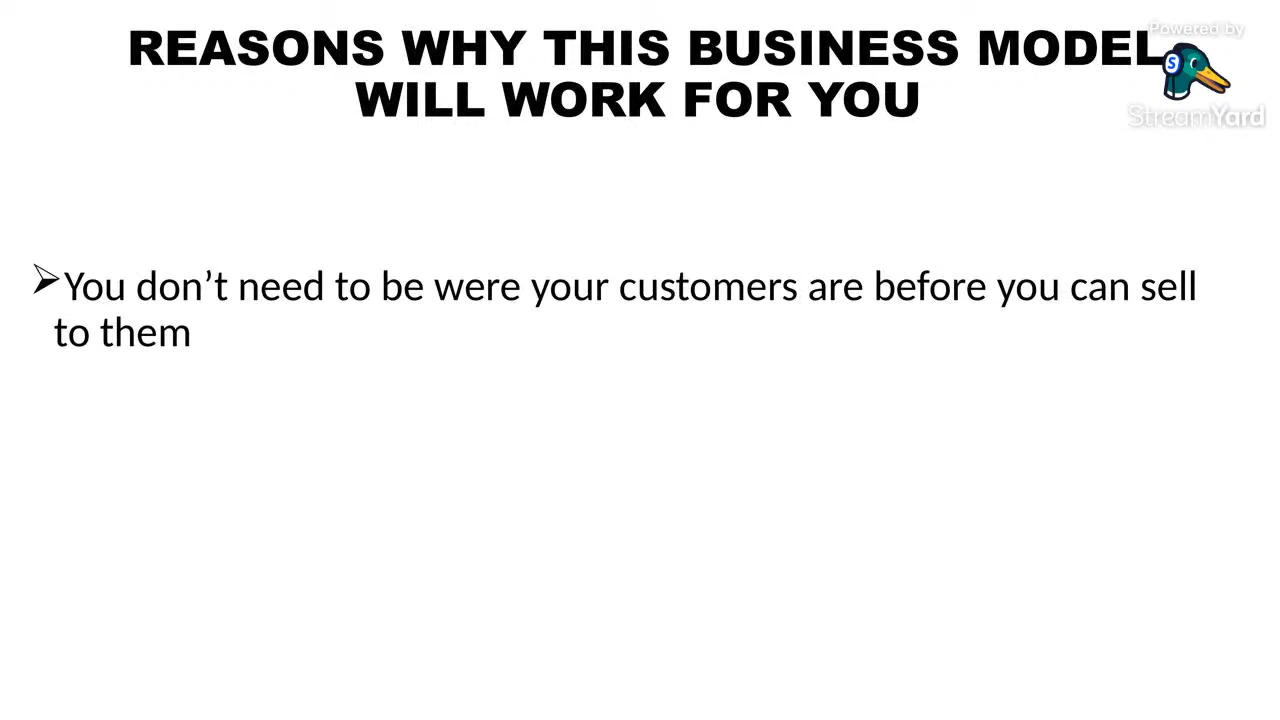 REASONS WHY THIS BUSINESS MODEL
WILL WORK FOR YOU
Powered by
S
StreamYard
➢You don’t need to be were your customers are before you can sell
to them